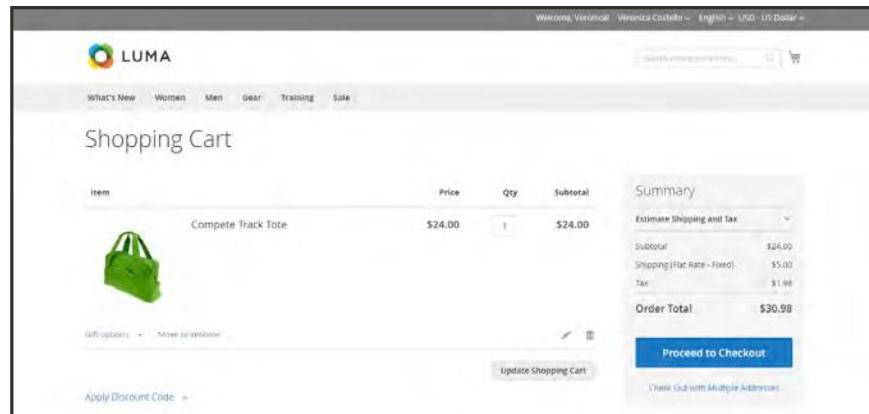 Welcome, Veronica! Veronica Costello English USD - US Dollar
LUMA
What's New Women Men Gear Training Sale
Shopping Cart
Item Price Qty Subtotal
Compete Track Tote $24.00 1 $24.00
Gift options Move to Wishlist
Update Shopping Cart
Apply Discount Code
Summary
Estimate Shipping and Tax
Subtotal $24.00
Shipping (Flat Rate - Fixed) $5.00
Tax $1.98
Order Total $30.98
Proceed to Checkout
Check Out with Multiple Addresses